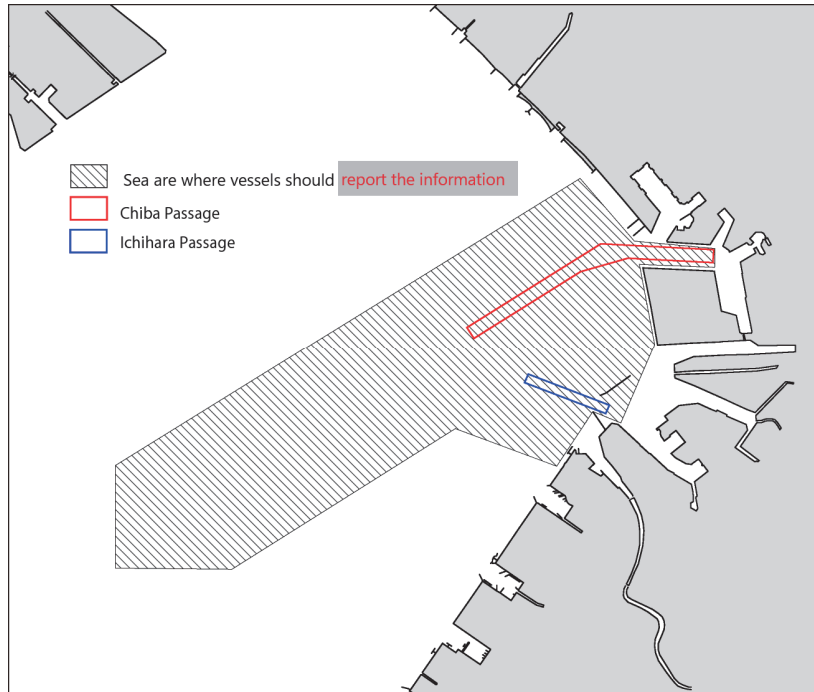 Sea are where vessels should report the information
Chiba Passage
Ichihara Passage